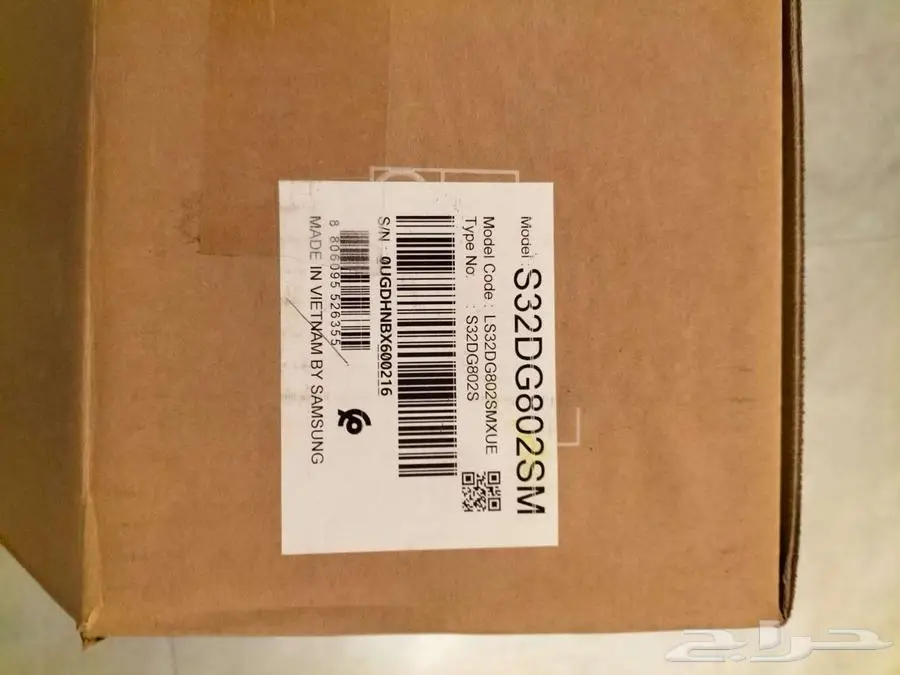 Model : S32DG802SM
Model Code : LS32DG802SMXUE
Type No. : S32DG802S
S/N : 0UGDHNBX600216
8 806095 526355
MADE IN VIETNAM BY SAMSUNG
حراج